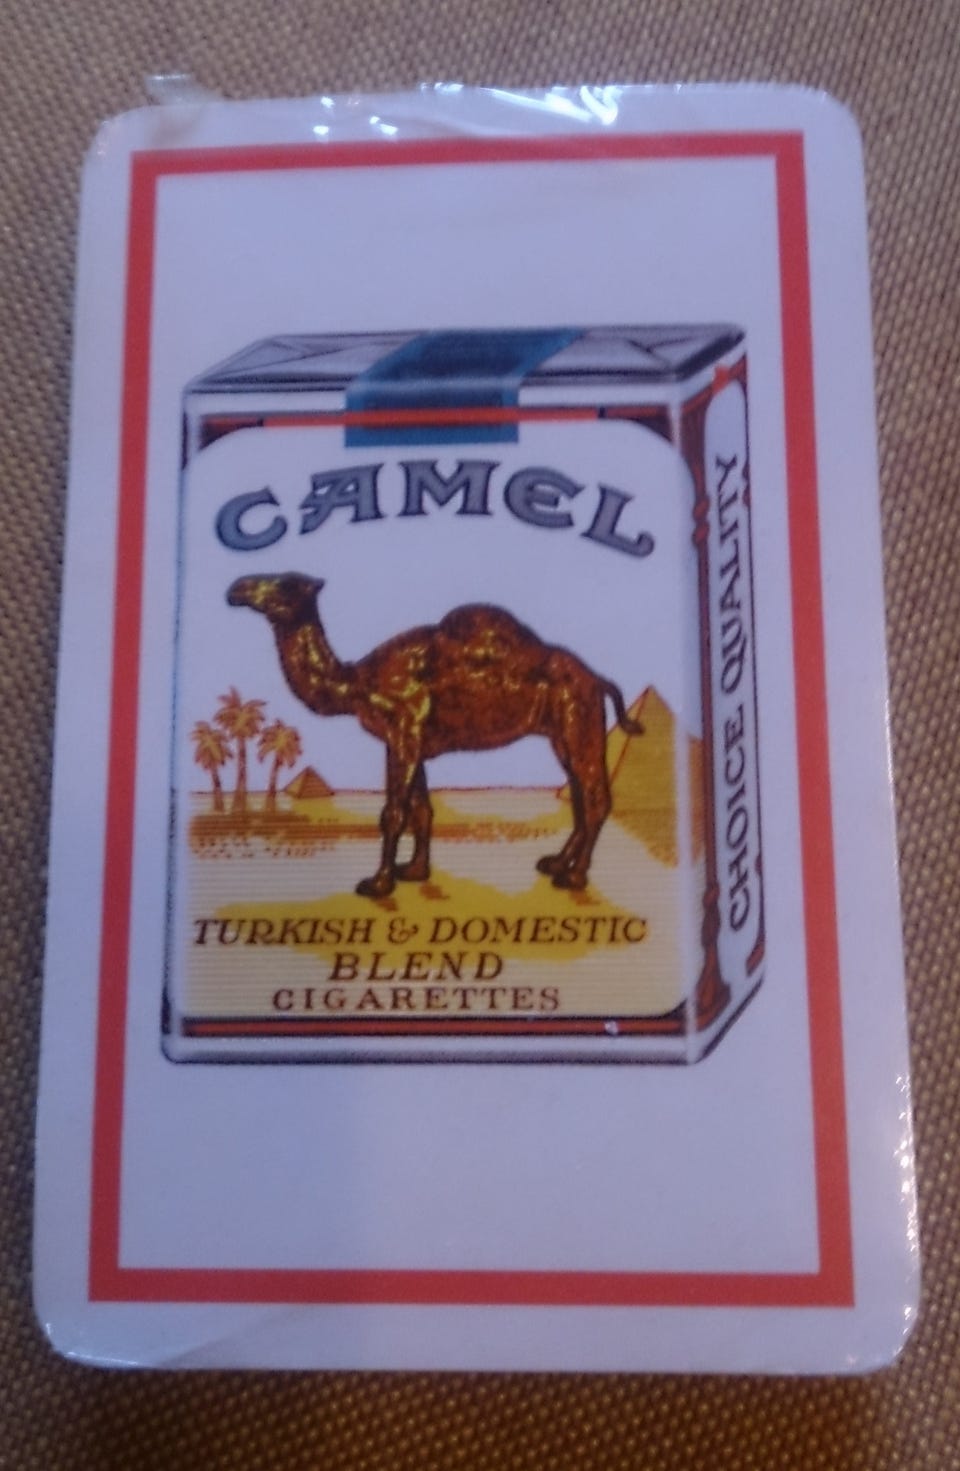 CAMEL
TURKISH & DOMESTIC
BLEND
CIGARETTES
CHOICE QUALITY